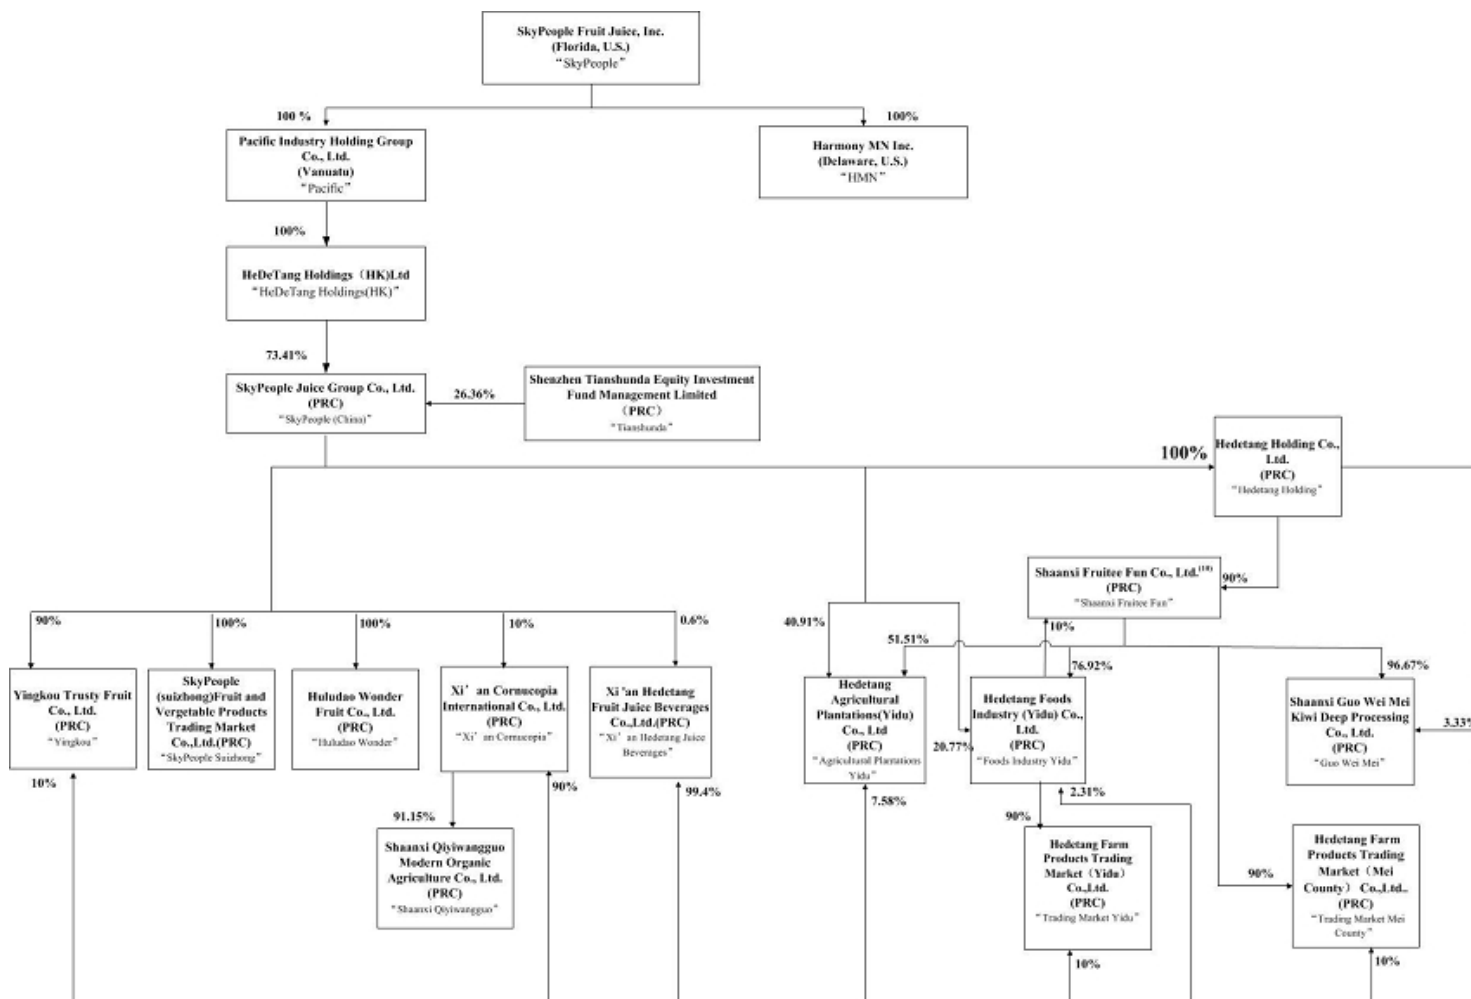 SkyPeople Fruit Juice, Inc.
(Florida, U.S.)
“SkyPeople”
100 %
100%
Pacific Industry Holding Group
Co., Ltd.
(Vanuatu)
“Pacific”
Harmony MN Inc.
(Delaware, U.S.)
“HMN”
100%
HeDeTang Holdings（HK)Ltd
“HeDeTang Holdings(HK)”
73.41%
SkyPeople Juice Group Co., Ltd.
(PRC)
“SkyPeople (China)”
26.36%
Shenzhen Tianshunda Equity Investment
Fund Management Limited
（PRC）
“Tianshunda”
100%
Hedetang Holding Co.,
Ltd.
(PRC)
“Hedetang Holding”
Shaanxi Fruitee Fun Co., Ltd.(10)
(PRC)
“Shaanxi Fruitee Fun”
90%
90%
100%
100%
10%
0.6%
40.91%
51.51%
10%
76.92%
96.67%
Yingkou Trusty Fruit
Co., Ltd.
(PRC)
“Yingkou”
SkyPeople
(suizhong)Fruit and
Vergetable Products
Trading Market
Co.,Ltd.(PRC)
“SkyPeople Suizhong”
Huludao Wonder
Fruit Co., Ltd.
(PRC)
“Huludao Wonder”
Xi’an Cornucopia
International Co., Ltd.
(PRC)
“Xi’an Cornucopia”
Xi'an Hedetang
Fruit Juice Beverages
Co.,Ltd.(PRC)
“Xi’an Hedetang Juice
Beverages”
Hedetang
Agricultural
Plantations(Yidu)
Co., Ltd
(PRC)
“Agricultural Plantations
Yidu”
20.77%
Hedetang Foods
Industry (Yidu) Co.,
Ltd.
(PRC)
“Foods Industry Yidu”
Shaanxi Guo Wei Mei
Kiwi Deep Processing
Co., Ltd.
(PRC)
“Guo Wei Mei”
3.33%
10%
90%
99.4%
7.58%
2.31%
91.15%
90%
90%
Shaanxi Qiyiwangguo
Modern Organic
Agriculture Co., Ltd.
(PRC)
“Shaanxi Qiyiwangguo”
Hedetang Farm
Products Trading
Market（Yidu）
Co.,Ltd.
(PRC)
“Trading Market Yidu”
Hedetang Farm
Products Trading
Market（Mei
County） Co.,Ltd..
(PRC)
“Trading Market Mei
County”
10%
10%